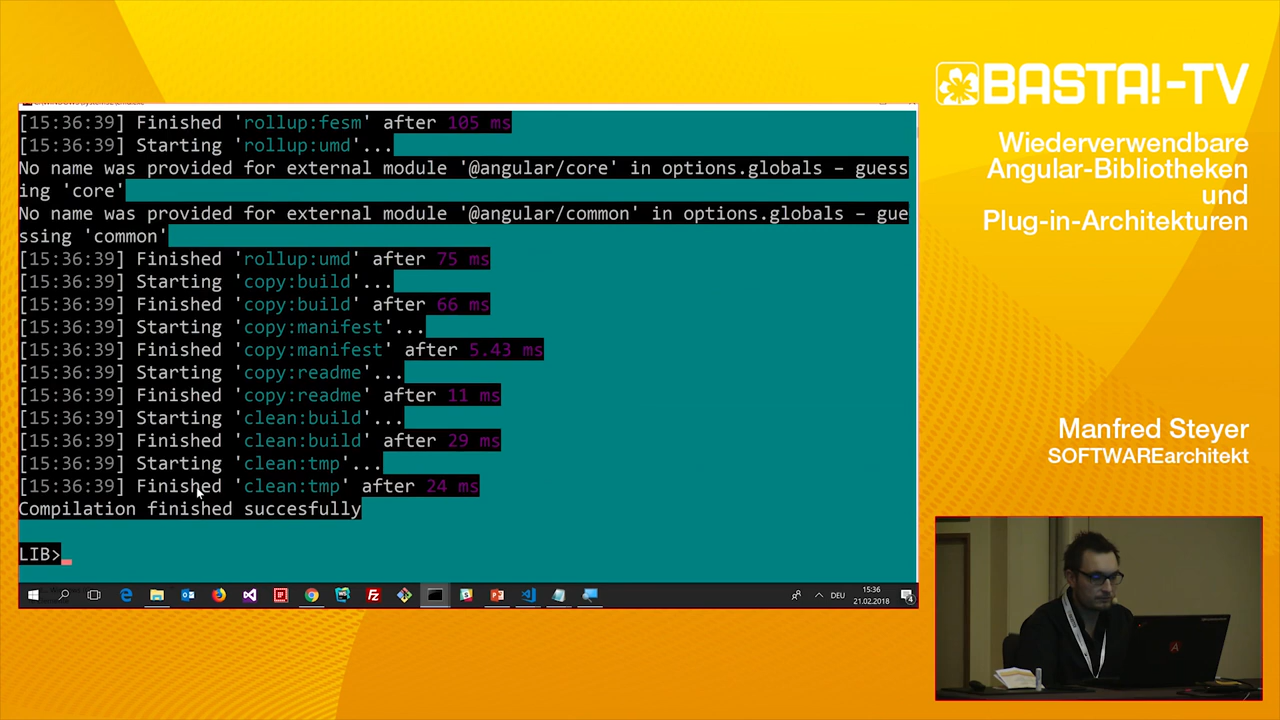 [15:36:39] Finished 'rollup:fesm' after 105 ms
[15:36:39] Starting 'rollup:umd'...
No name was provided for external module '@angular/core' in options.globals – guess
ing 'core'
No name was provided for external module '@angular/common' in options.globals – gue
ssing 'common'
[15:36:39] Finished 'rollup:umd' after 75 ms
[15:36:39] Starting 'copy:build'...
[15:36:39] Finished 'copy:build' after 66 ms
[15:36:39] Starting 'copy:manifest'...
[15:36:39] Finished 'copy:manifest' after 5.43 ms
[15:36:39] Starting 'copy:readme'...
[15:36:39] Finished 'copy:readme' after 11 ms
[15:36:39] Starting 'clean:build'...
[15:36:39] Finished 'clean:build' after 29 ms
[15:36:39] Starting 'clean:tmp'...
[15:36:39] Finished 'clean:tmp' after 24 ms
Compilation finished succesfully
LIB>
DEU
15:36
21.02.2018
4
BASTA!-TV
Wiederverwendbare
Angular-Bibliotheken
und
Plug-in-Architekturen
Manfred Steyer
SOFTWAREarchitekt